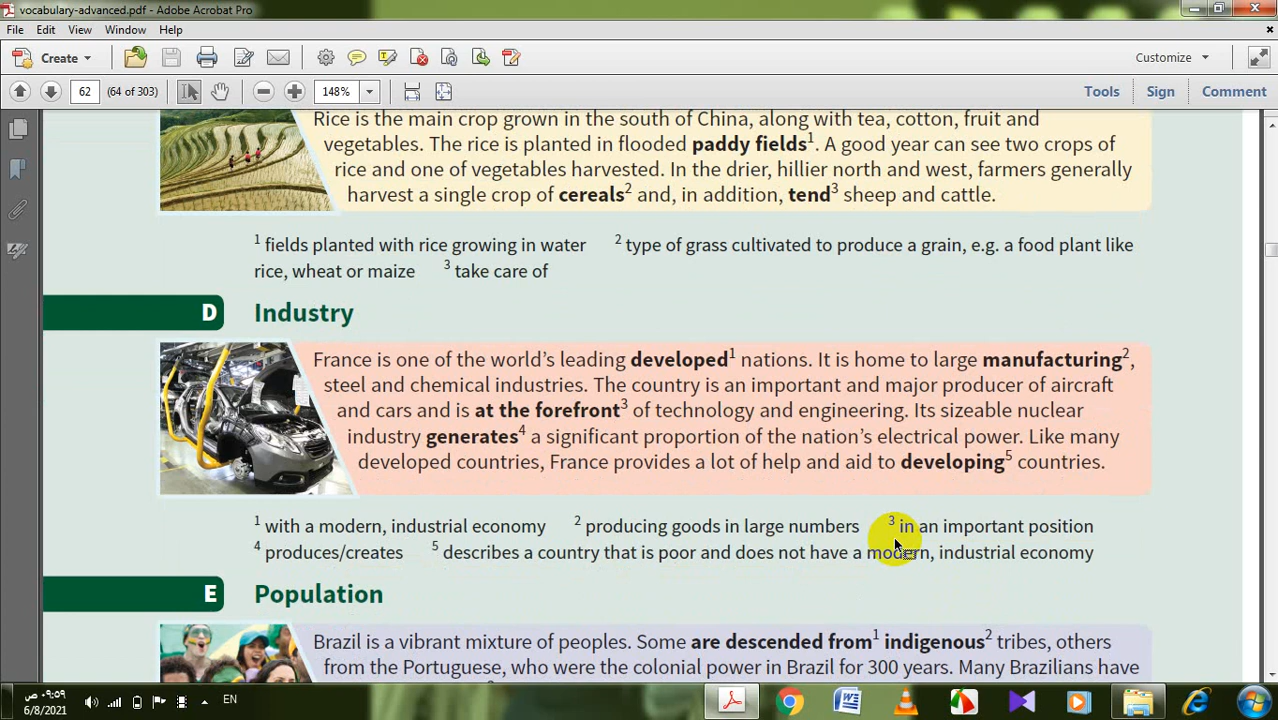 vocabulary-advanced.pdf - Adobe Acrobat Pro
File Edit View Window Help
Create Customize
62 (64 of 303) 148% Tools Sign Comment
Rice is the main crop grown in the south of China, along with tea, cotton, fruit and
vegetables. The rice is planted in flooded paddy fields1. A good year can see two crops of
rice and one of vegetables harvested. In the drier, hillier north and west, farmers generally
harvest a single crop of cereals2 and, in addition, tend3 sheep and cattle.
1 fields planted with rice growing in water 2 type of grass cultivated to produce a grain, e.g. a food plant like
rice, wheat or maize 3 take care of
D Industry
France is one of the world's leading developed1 nations. It is home to large manufacturing2,
steel and chemical industries. The country is an important and major producer of aircraft
and cars and is at the forefront3 of technology and engineering. Its sizeable nuclear
industry generates4 a significant proportion of the nation's electrical power. Like many
developed countries, France provides a lot of help and aid to developing5 countries.
1 with a modern, industrial economy 2 producing goods in large numbers 3 in an important position
4 produces/creates 5 describes a country that is poor and does not have a modern, industrial economy
E Population
Brazil is a vibrant mixture of peoples. Some are descended from1 indigenous2 tribes, others
from the Portuguese, who were the colonial power in Brazil for 300 years. Many Brazilians have
ص ٠٩:٥٩
6/8/2021
EN